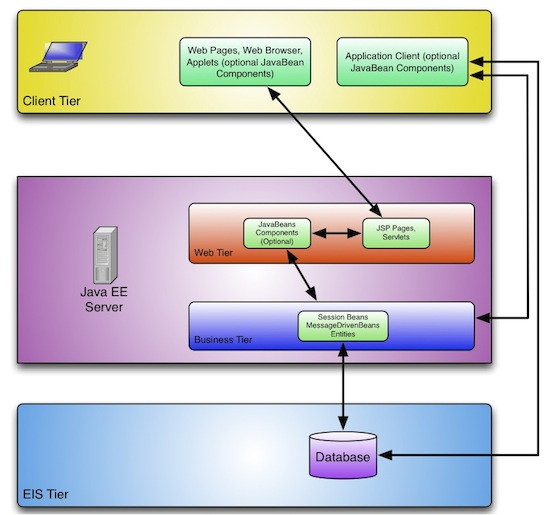 Web Pages, Web Browser,
Applets (optional JavaBean
Components)
Application Client (optional
JavaBean Components)
Client Tier
JavaBeans
Components
(Optional)
JSP Pages,
Servlets
Web Tier
Java EE
Server
Session Beans
MessageDrivenBeans
Entities
Business Tier
Database
EIS Tier